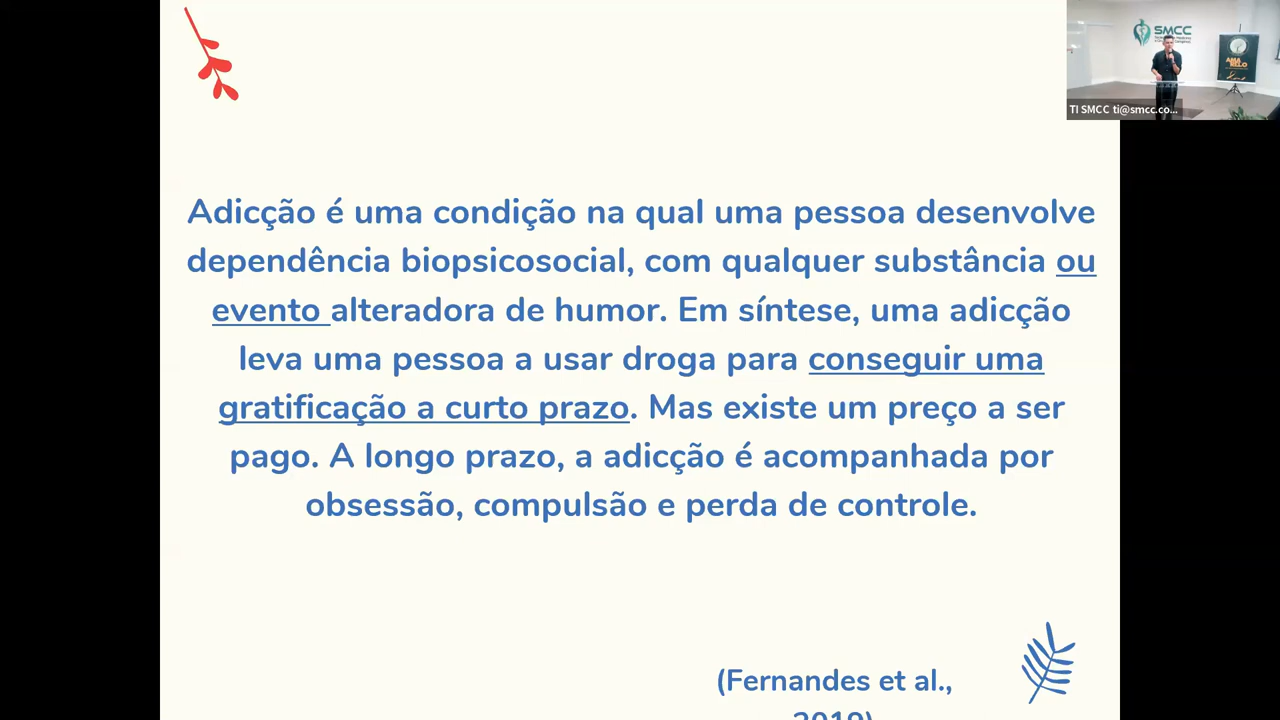 Adicção é uma condição na qual uma pessoa desenvolve
dependência biopsicosocial, com qualquer substância ou
evento alteradora de humor. Em síntese, uma adicção
leva uma pessoa a usar droga para conseguir uma
gratificação a curto prazo. Mas existe um preço a ser
pago. A longo prazo, a adicção é acompanhada por
obsessão, compulsão e perda de controle.
(Fernandes et al.,
2019)
SMCC
TI SMCC ti@smcc.co...